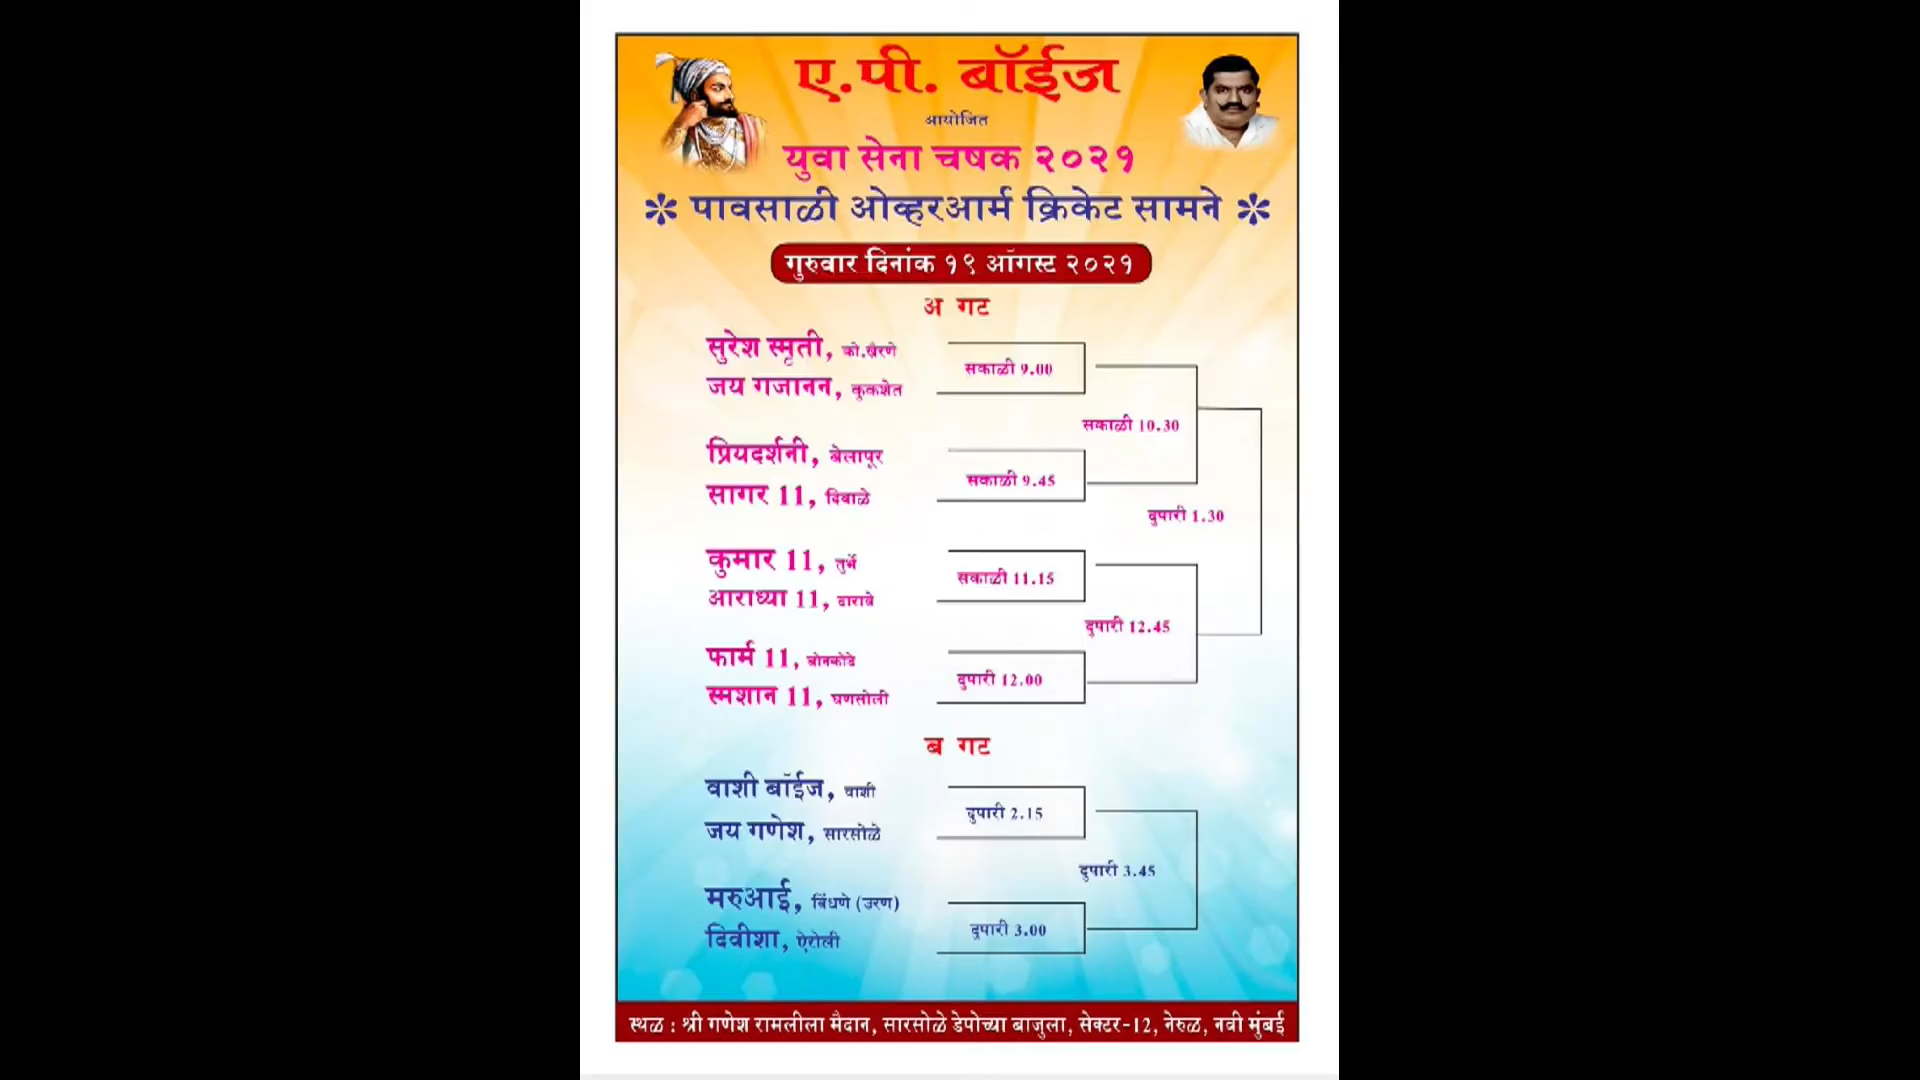 ए.पी. बॉईज
आयोजित
युवा सेना चषक २०२१
* पावसाळी ओव्हरआर्म क्रिकेट सामने *
गुरुवार दिनांक १९ ऑगस्ट २०२१
अ गट
सुरेश स्मृती, को.खैरणे
सकाळी 9.00
जय गजानन, कुकशेत
सकाळी 10.30
प्रियदर्शनी, बेलापूर
सकाळी 9.45
सागर 11, दिवाळे
दुपारी 1.30
कुमार 11, तुर्भे
सकाळी 11.15
आराध्या 11, दारावे
दुपारी 12.45
फार्म 11, बोनकोडे
दुपारी 12.00
स्मशान 11, घणसोली
ब गट
वाशी बॉईज, वाशी
दुपारी 2.15
जय गणेश, सारसोळे
दुपारी 3.45
मरुआई, बिंधणे (उरण)
दुपारी 3.00
दिवीशा, ऐरोली
स्थळ : श्री गणेश रामलीला मैदान, सारसोळे डेपोच्या बाजुला, सेक्टर-12, नेरुळ, नवी मुंबई